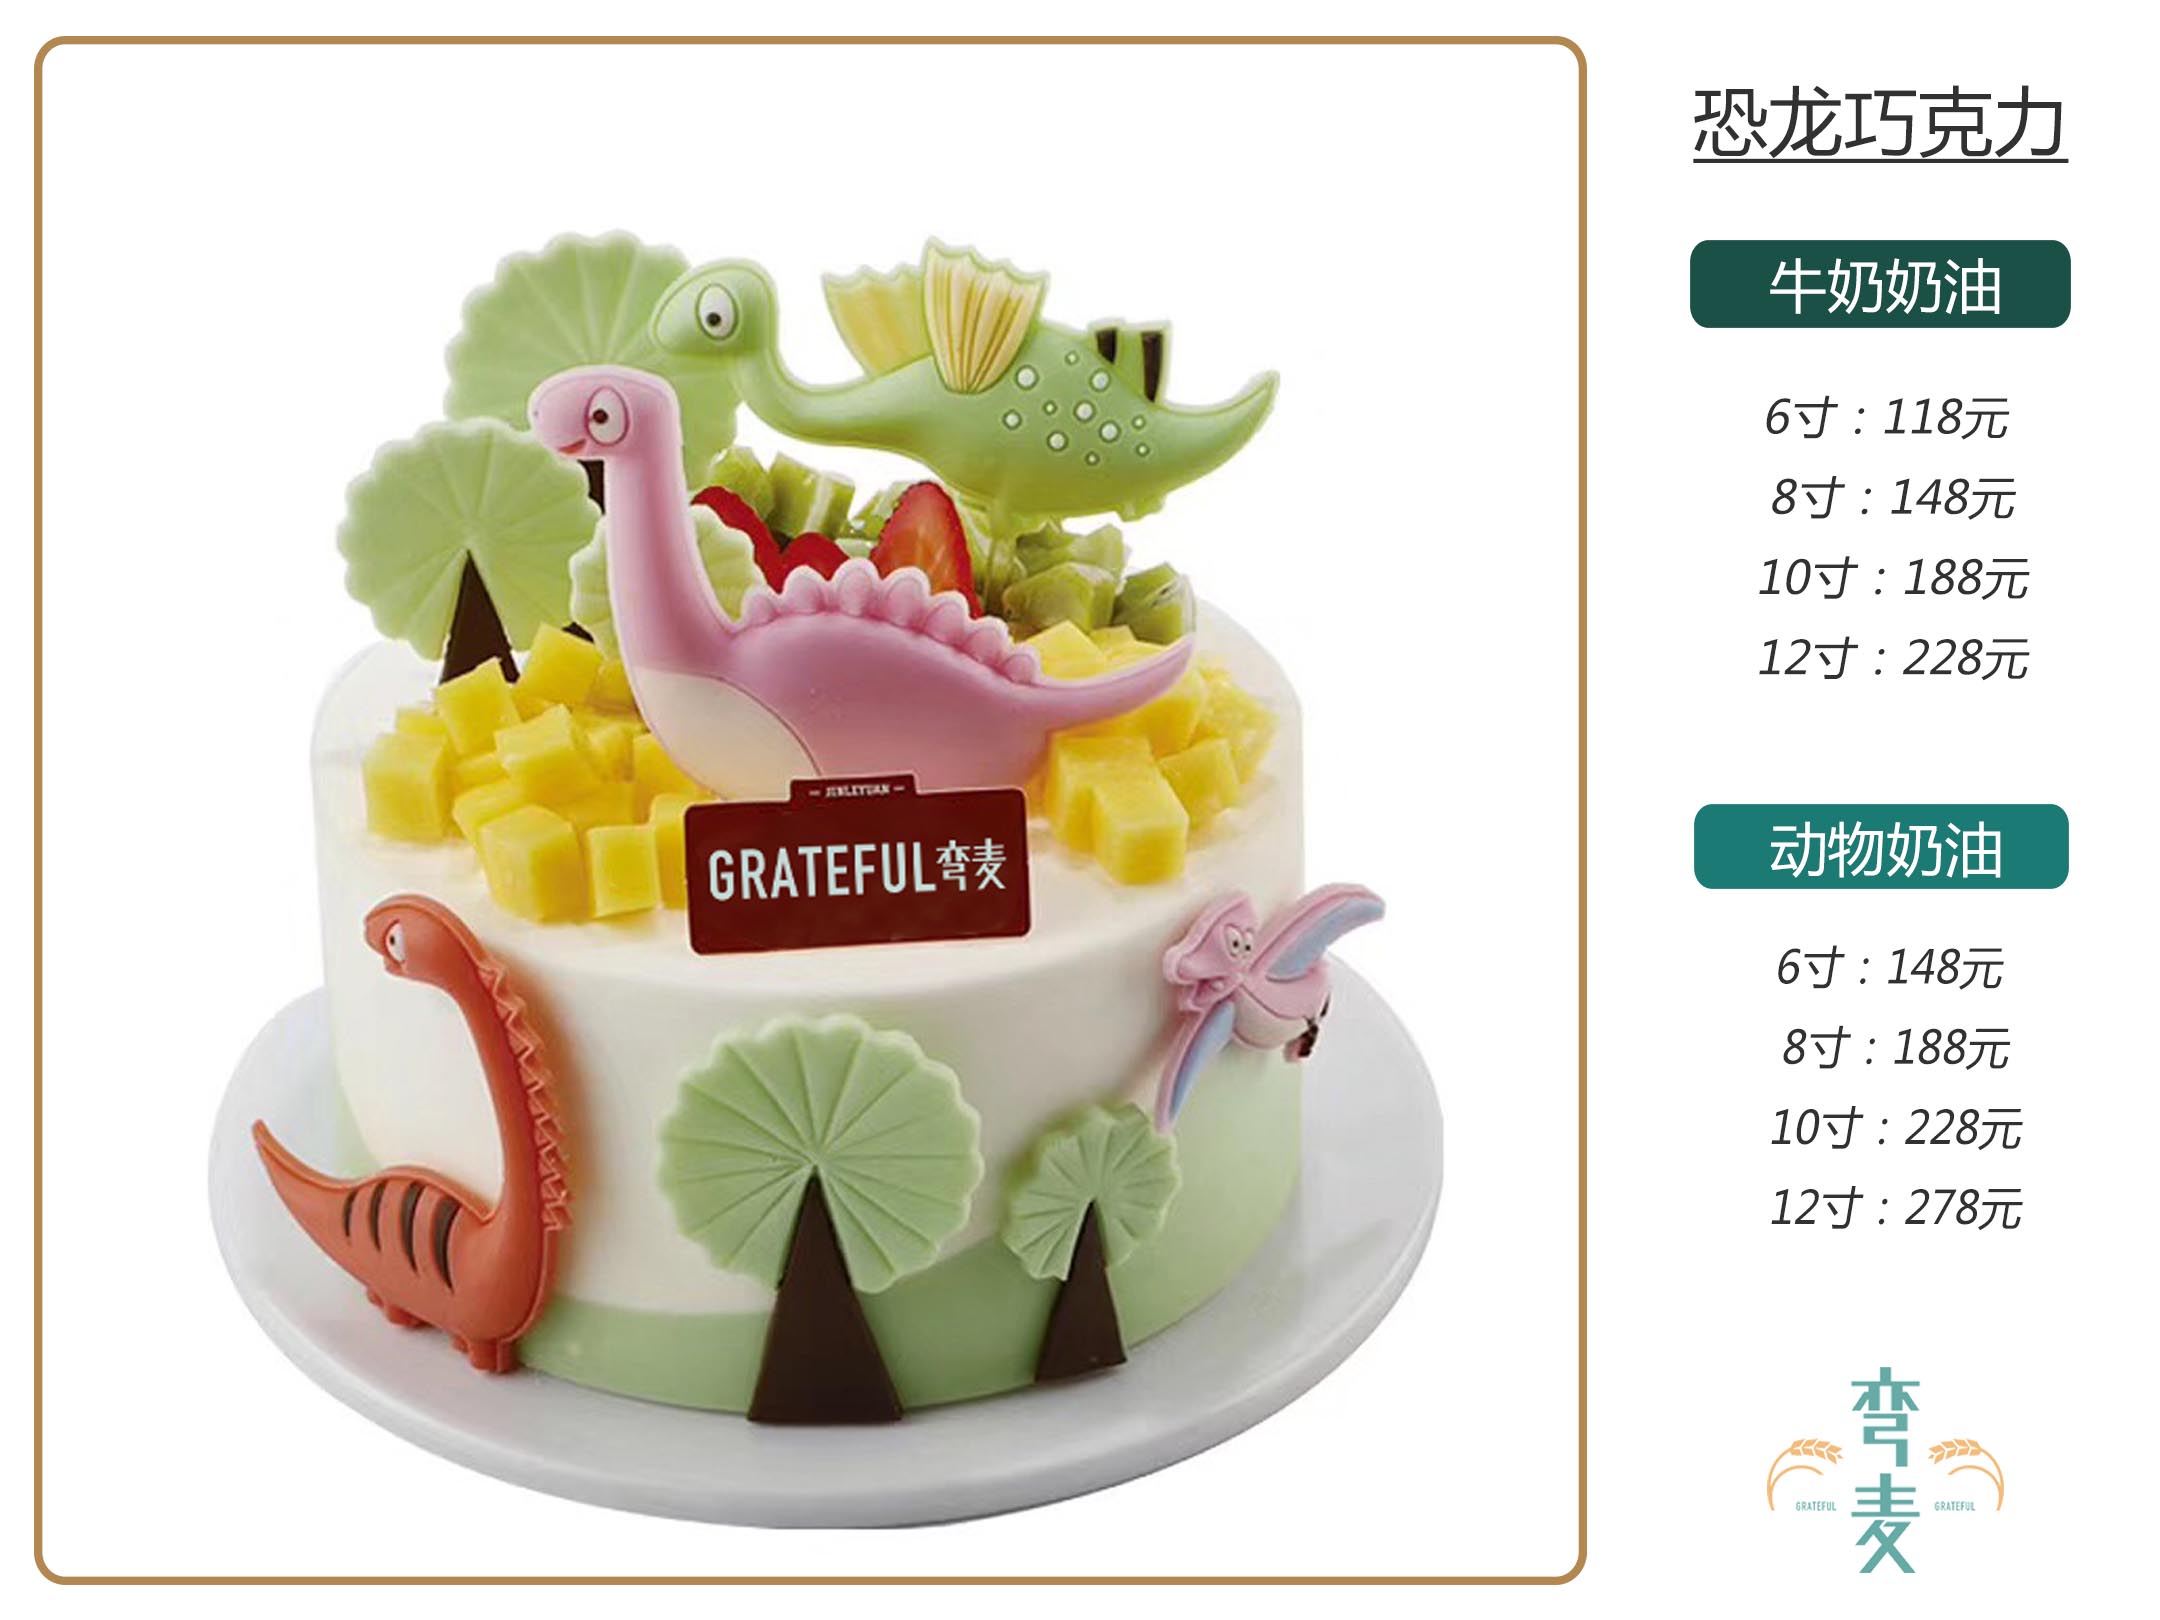 恐龙巧克力
牛奶奶油
6寸：118元
8寸：148元
10寸：188元
12寸：228元
动物奶油
6寸：148元
8寸：188元
10寸：228元
12寸：278元
— JINLEYUAN —
GRATEFUL弯麦
弯麦
GRATEFUL
GRATEFUL